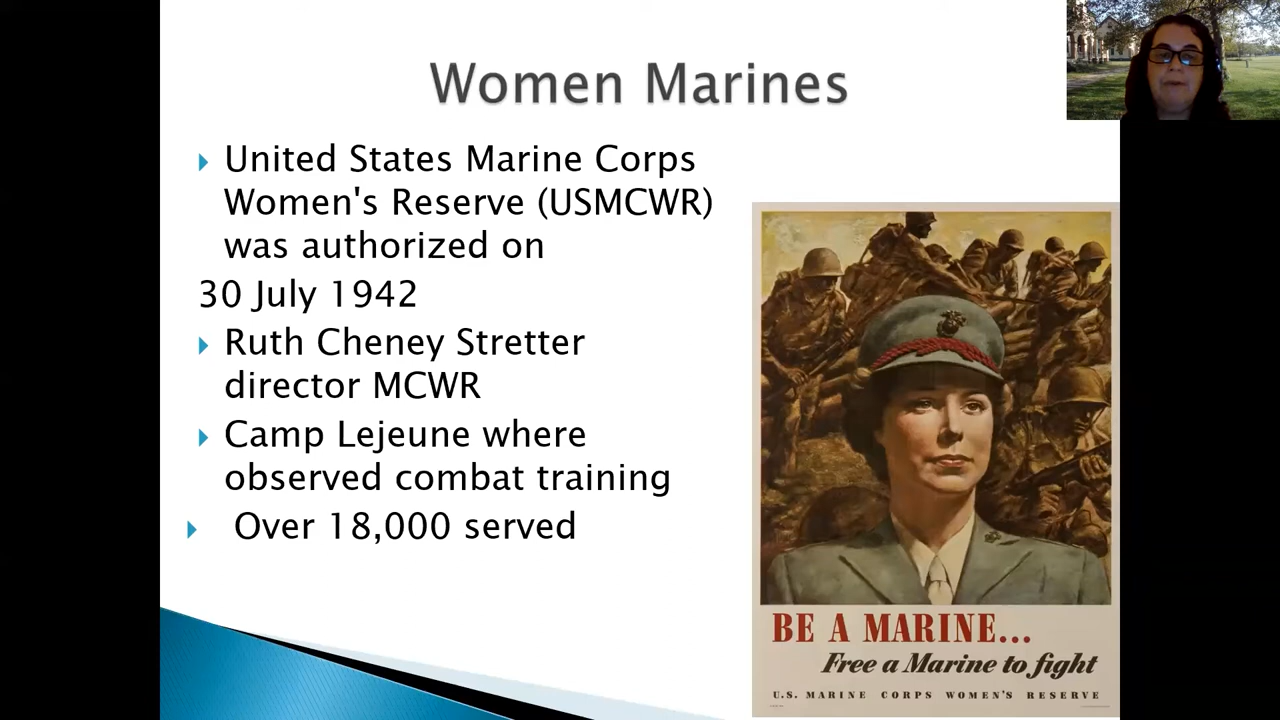 Women Marines
United States Marine Corps
Women's Reserve (USMCWR)
was authorized on
30 July 1942
Ruth Cheney Stretter
director MCWR
Camp Lejeune where
observed combat training
Over 18,000 served
BE A MARINE...
Free a Marine to fight
U.S. MARINE CORPS WOMEN'S RESERVE